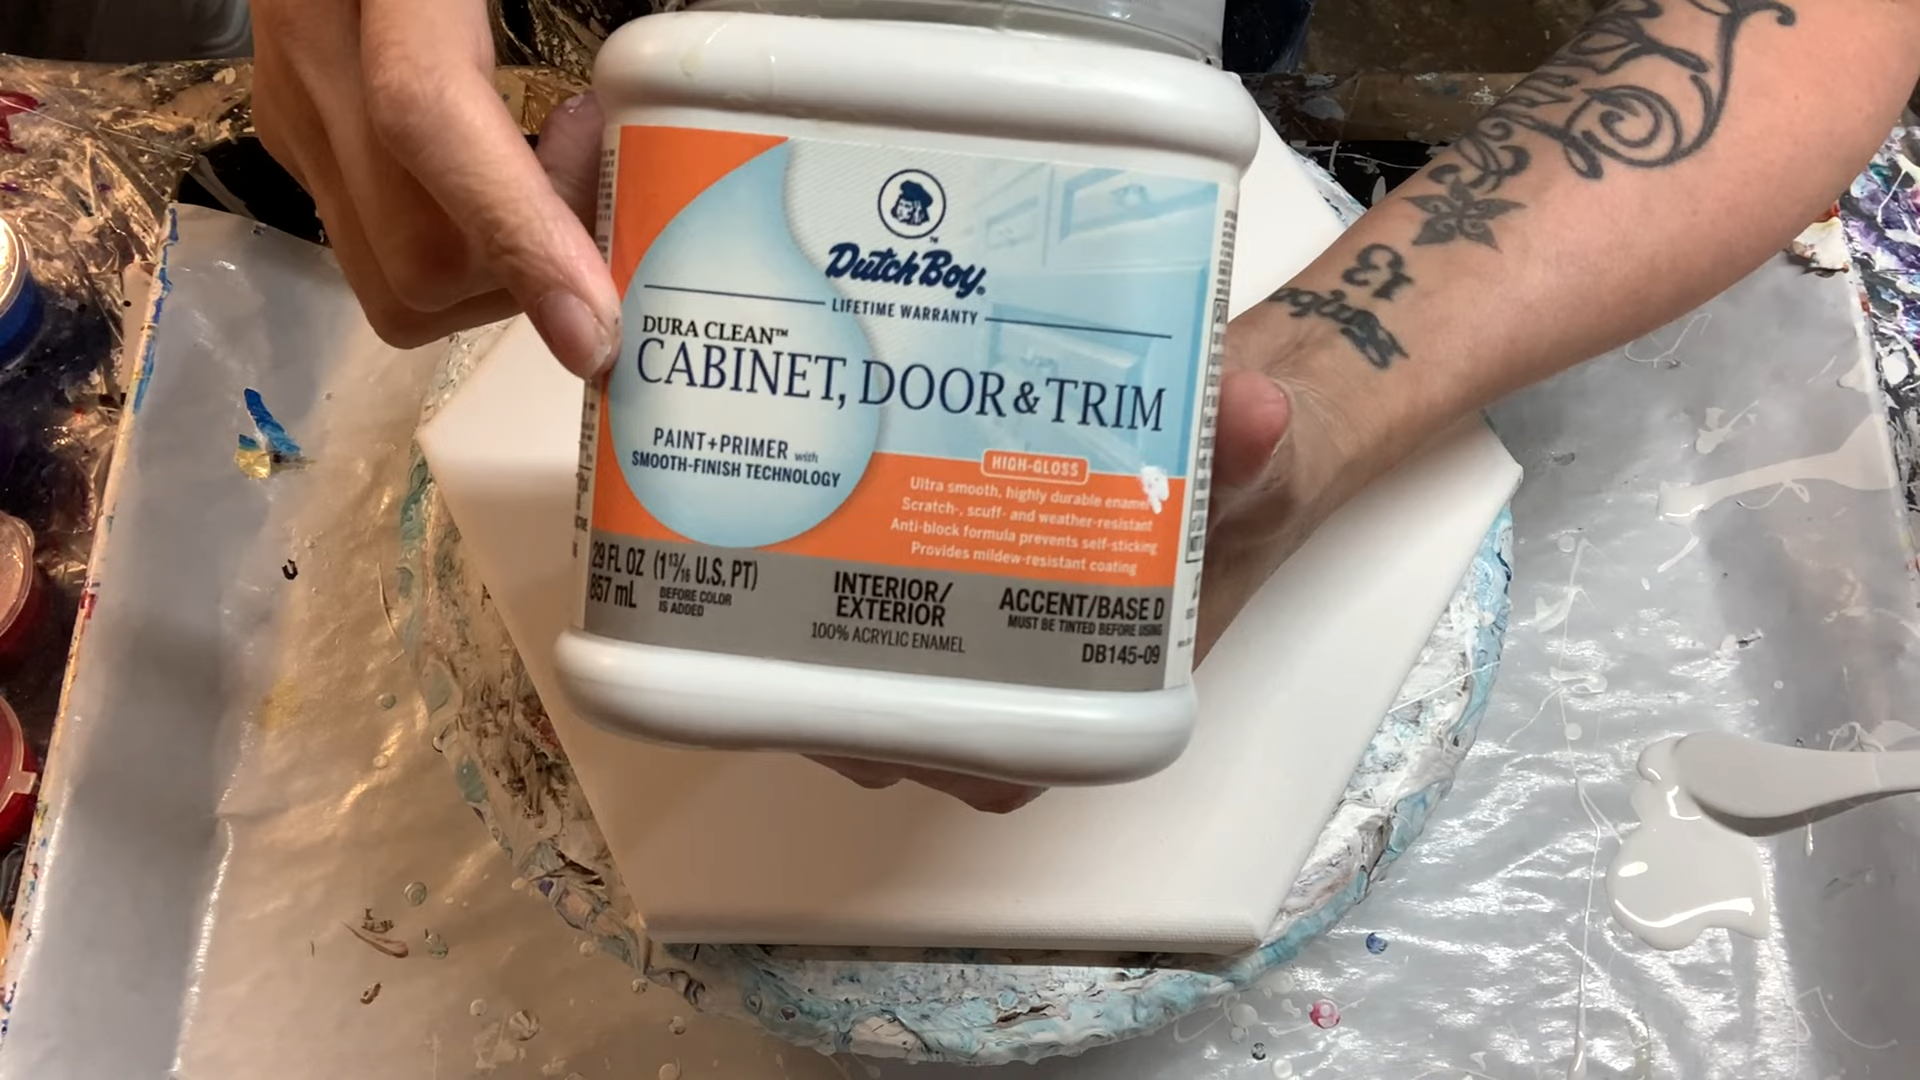 Dutch Boy®
LIFETIME WARRANTY
DURA CLEAN™
CABINET, DOOR & TRIM
PAINT+PRIMER with
SMOOTH-FINISH TECHNOLOGY
HIGH-GLOSS
Ultra smooth, highly durable enamel
Scratch-, scuff- and weather-resistant
Anti-block formula prevents self-sticking
Provides mildew-resistant coating
29 FL OZ (1 13/16 U.S. PT)
857 mL
BEFORE COLOR
IS ADDED
INTERIOR/
EXTERIOR
100% ACRYLIC ENAMEL
ACCENT/BASE D
MUST BE TINTED BEFORE USING
DB145-09
13